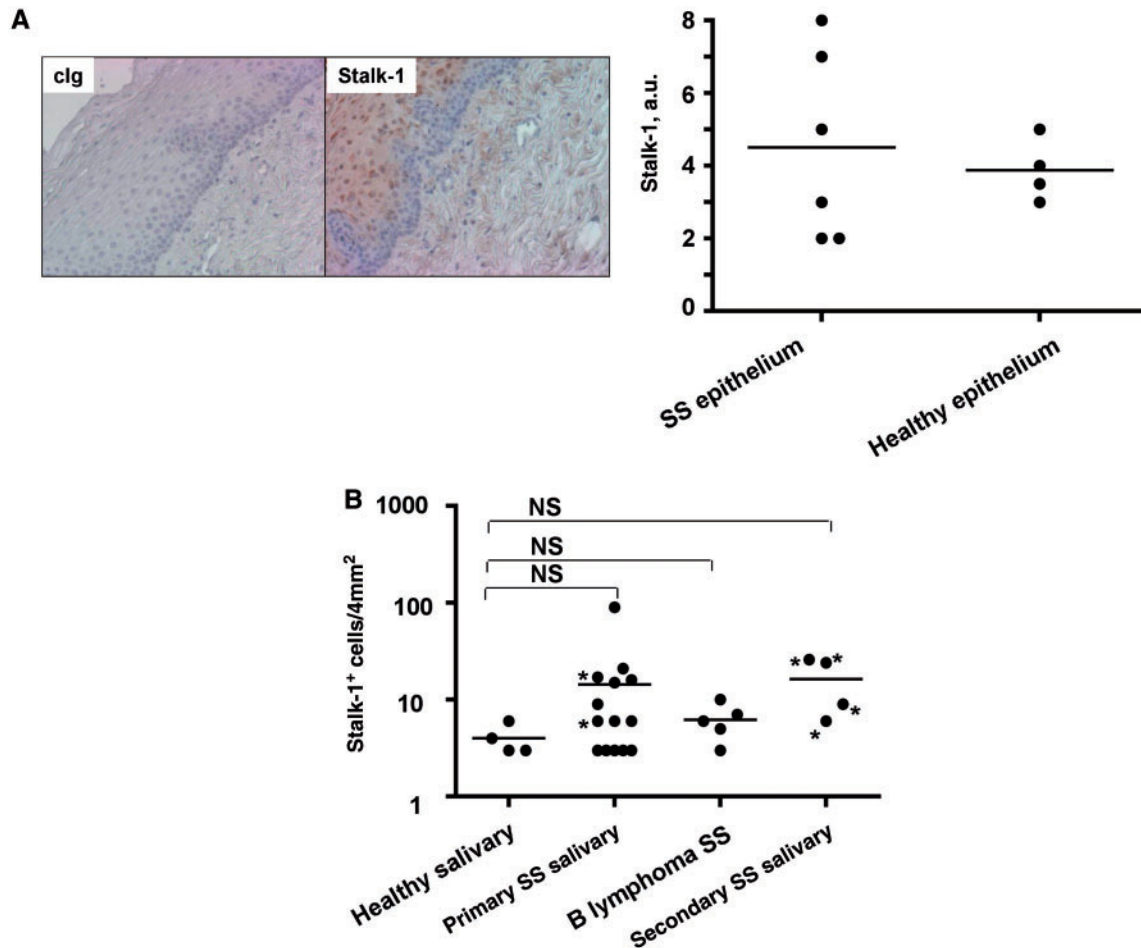 A
cIg
Stalk-1
Stalk-1, a.u.
8
6
4
2
0
SS epithelium
Healthy epithelium
B
Stalk-1⁺ cells/4mm²
1000
100
10
1
NS
NS
NS
*
*
*
*
*
*
Healthy salivary
Primary SS salivary
B lymphoma SS
Secondary SS salivary